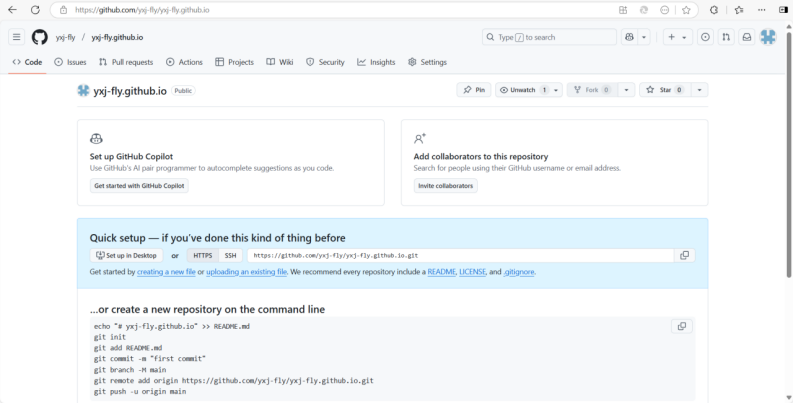 https://github.com/yxj-fly/yxj-fly.github.io
yxj-fly / yxj-fly.github.io
Type / to search
Code Issues Pull requests Actions Projects Wiki Security Insights Settings
yxj-fly.github.io Public
Pin Unwatch 1 Fork 0 Star 0
Set up GitHub Copilot
Use GitHub's AI pair programmer to autocomplete suggestions as you code.
Get started with GitHub Copilot
Add collaborators to this repository
Search for people using their GitHub username or email address.
Invite collaborators
Quick setup — if you've done this kind of thing before
Set up in Desktop or HTTPS SSH https://github.com/yxj-fly/yxj-fly.github.io.git
Get started by creating a new file or uploading an existing file. We recommend every repository include a README, LICENSE, and .gitignore.
...or create a new repository on the command line
echo "# yxj-fly.github.io" >> README.md
git init
git add README.md
git commit -m "first commit"
git branch -M main
git remote add origin https://github.com/yxj-fly/yxj-fly.github.io.git
git push -u origin main